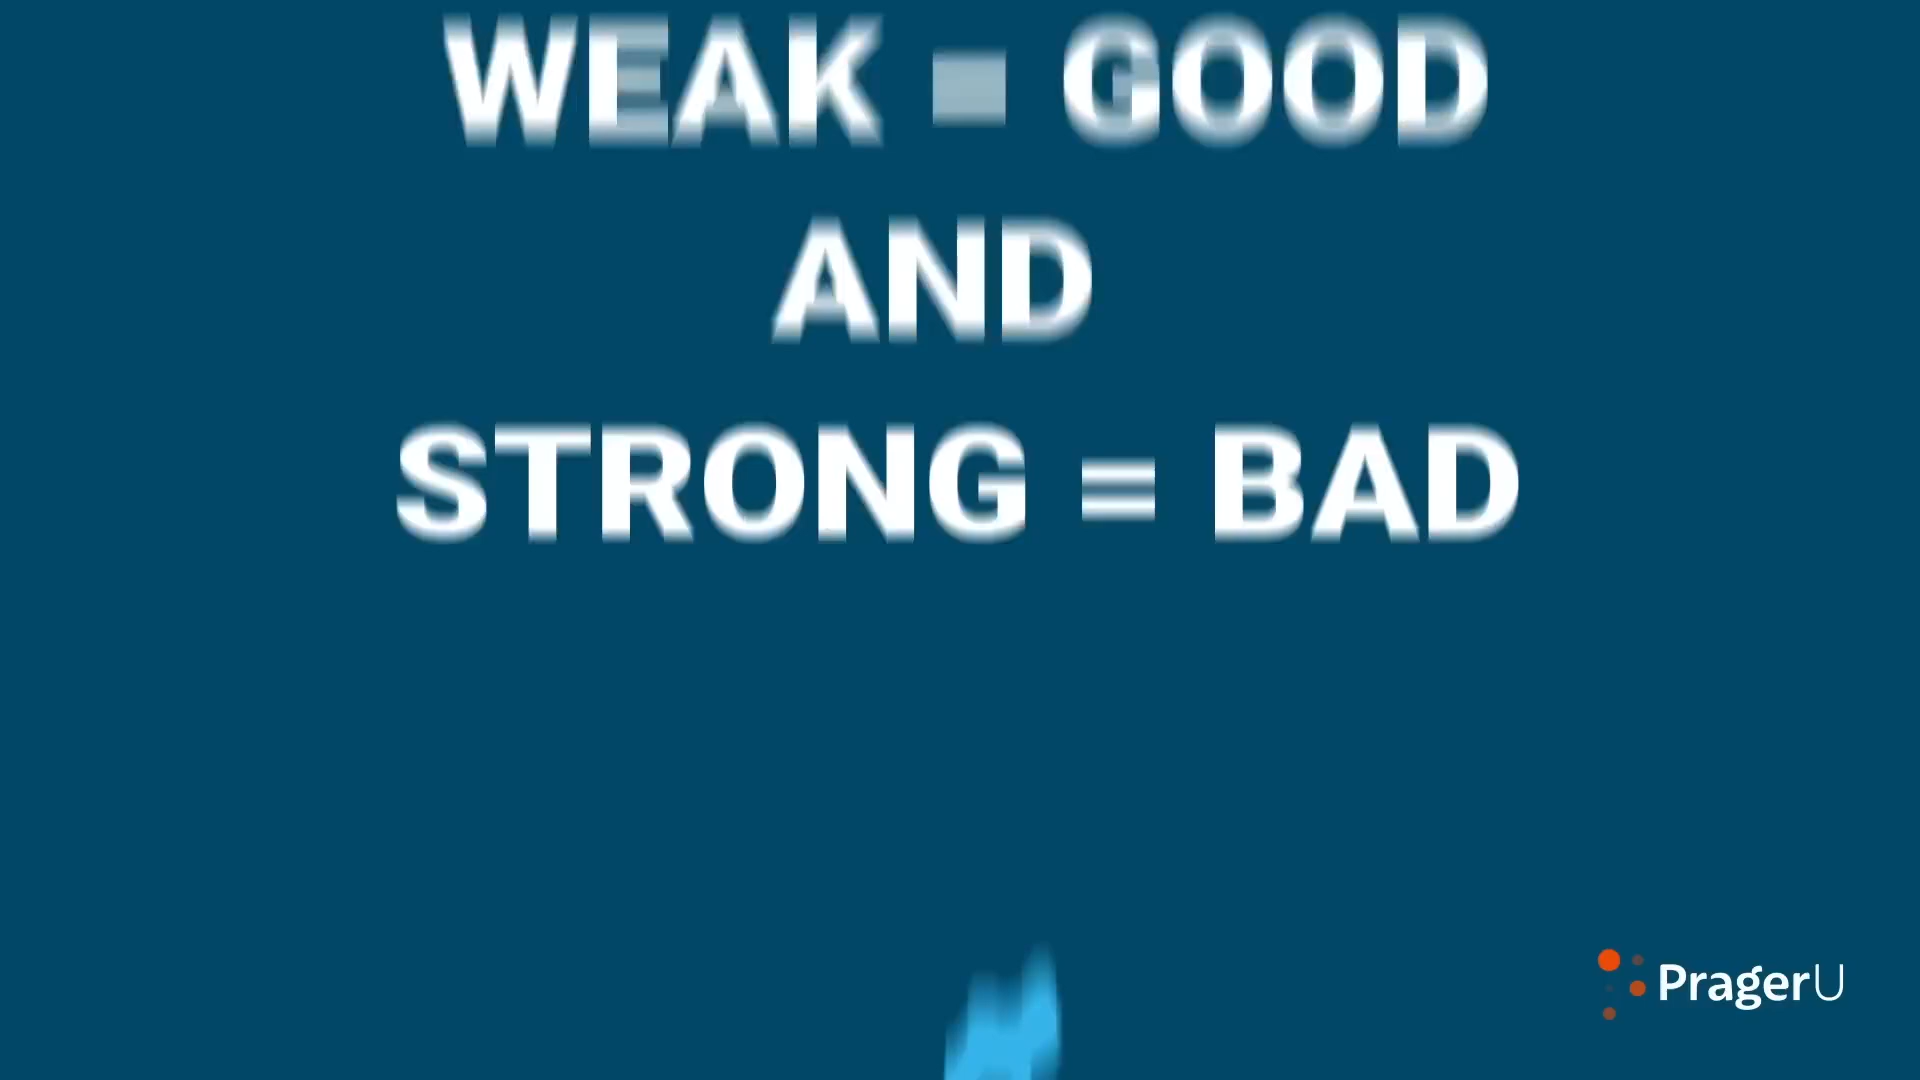 WEAK = GOOD
AND
STRONG = BAD
PragerU